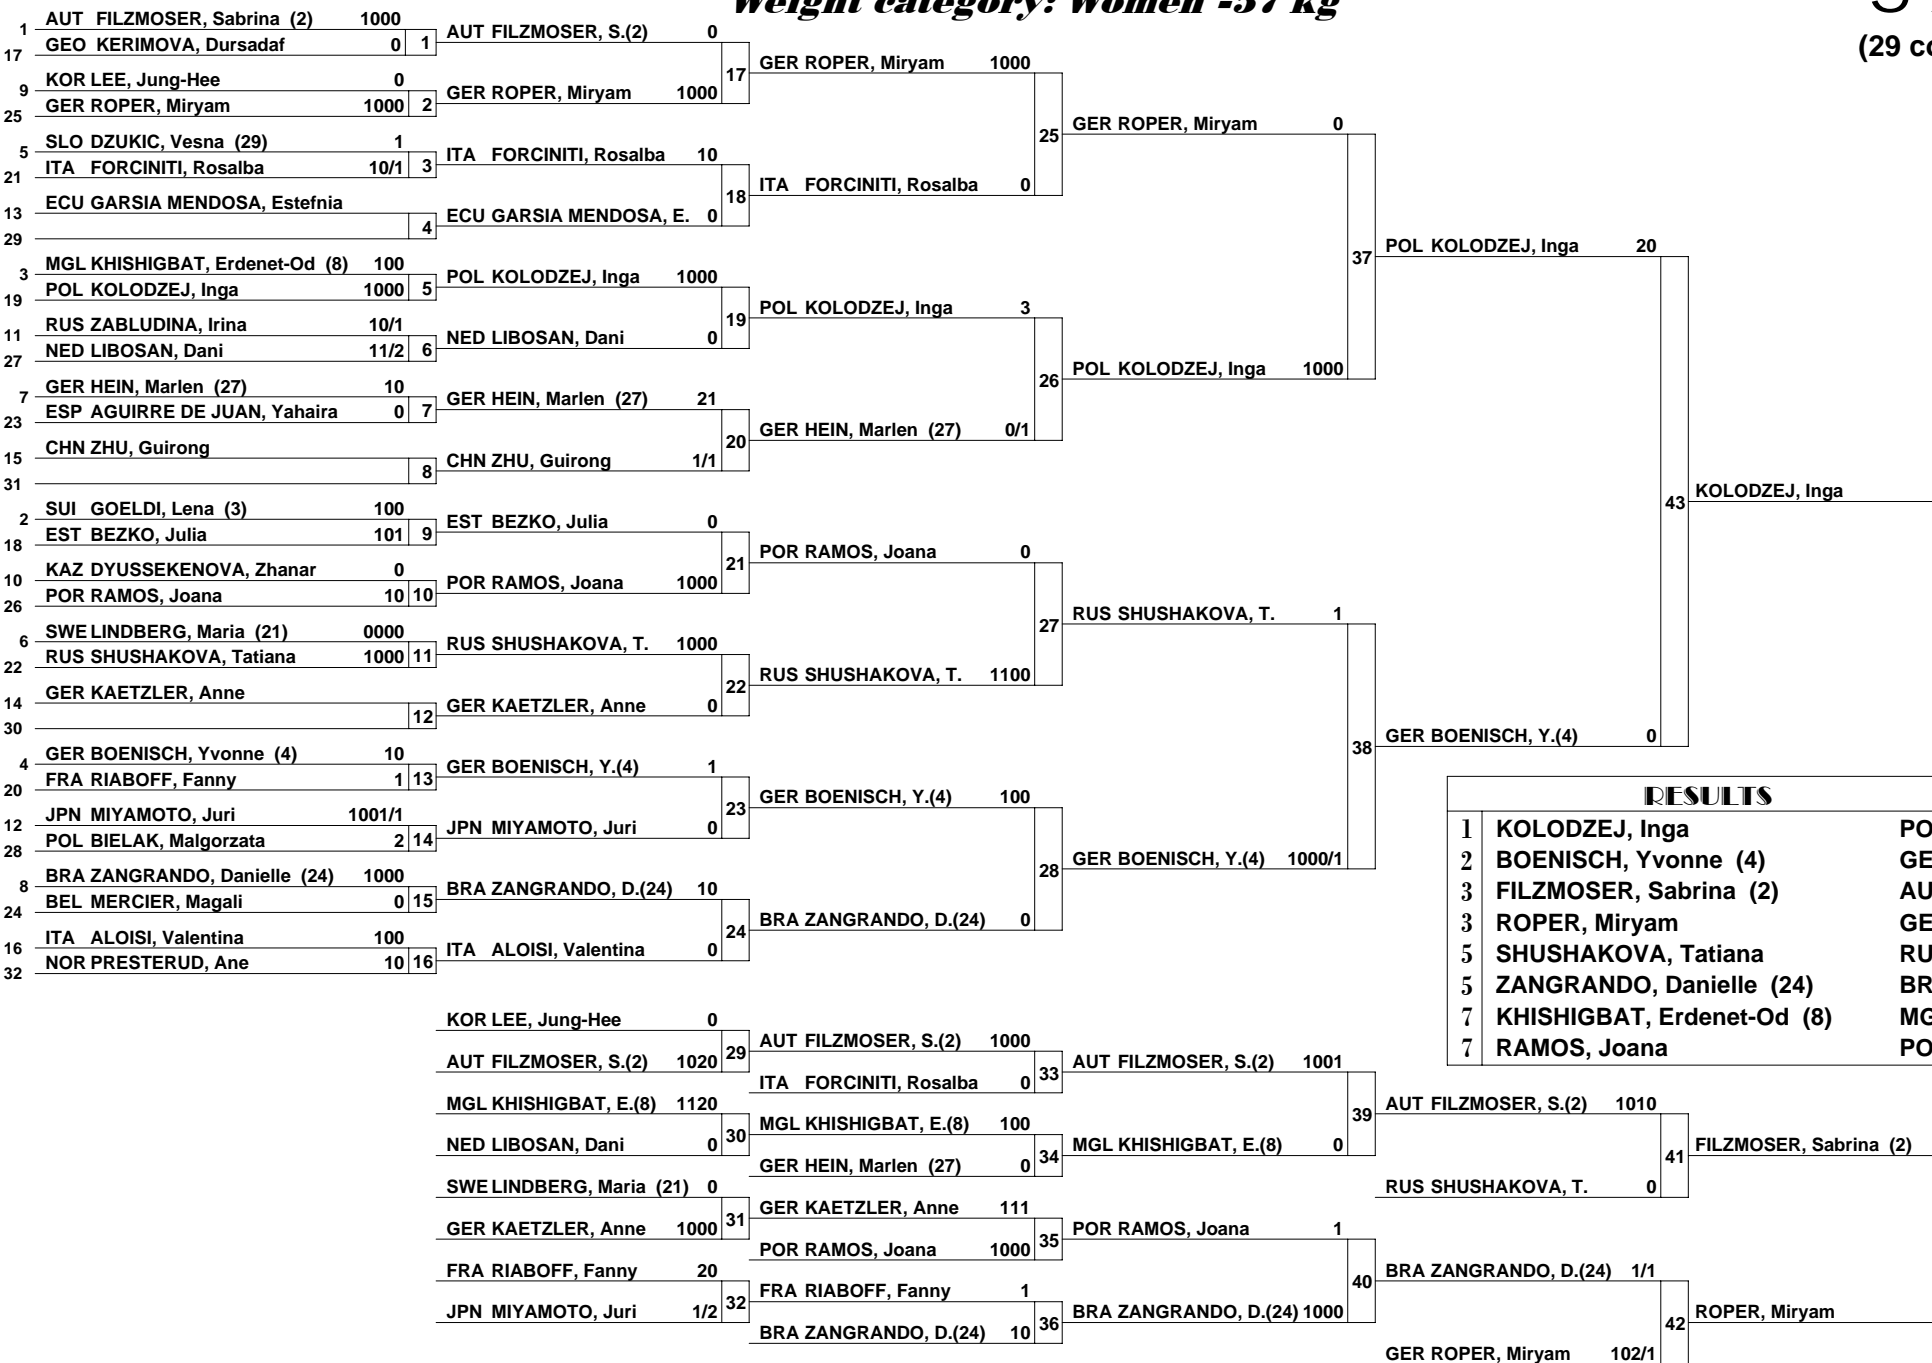 Weight category: Women -57 kg
(29 co
1 AUT FILZMOSER, Sabrina (2) 1000
17 GEO KERIMOVA, Dursadaf 0 1
9 KOR LEE, Jung-Hee 0
25 GER ROPER, Miryam 1000 2
5 SLO DZUKIC, Vesna (29) 1
21 ITA FORCINITI, Rosalba 10/1 3
13 ECU GARSIA MENDOSA, Estefnia
29 4
3 MGL KHISHIGBAT, Erdenet-Od (8) 100
19 POL KOLODZEJ, Inga 1000 5
11 RUS ZABLUDINA, Irina 10/1
27 NED LIBOSAN, Dani 11/2 6
7 GER HEIN, Marlen (27) 10
23 ESP AGUIRRE DE JUAN, Yahaira 0 7
15 CHN ZHU, Guirong
31 8
2 SUI GOELDI, Lena (3) 100
18 EST BEZKO, Julia 101 9
10 KAZ DYUSSEKENOVA, Zhanar 0
26 POR RAMOS, Joana 10 10
6 SWE LINDBERG, Maria (21) 0000
22 RUS SHUSHAKOVA, Tatiana 1000 11
14 GER KAETZLER, Anne
30 12
4 GER BOENISCH, Yvonne (4) 10
20 FRA RIABOFF, Fanny 1 13
12 JPN MIYAMOTO, Juri 1001/1
28 POL BIELAK, Malgorzata 2 14
8 BRA ZANGRANDO, Danielle (24) 1000
24 BEL MERCIER, Magali 0 15
16 ITA ALOISI, Valentina 100
32 NOR PRESTERUD, Ane 10 16
AUT FILZMOSER, S.(2) 0
17
GER ROPER, Miryam 1000
ITA FORCINITI, Rosalba 10
18
ECU GARSIA MENDOSA, E. 0
POL KOLODZEJ, Inga 1000
19
NED LIBOSAN, Dani 0
GER HEIN, Marlen (27) 21
20
CHN ZHU, Guirong 1/1
EST BEZKO, Julia 0
21
POR RAMOS, Joana 1000
RUS SHUSHAKOVA, T. 1000
22
GER KAETZLER, Anne 0
GER BOENISCH, Y.(4) 1
23
JPN MIYAMOTO, Juri 0
BRA ZANGRANDO, D.(24) 10
24
ITA ALOISI, Valentina 0
GER ROPER, Miryam 1000
25
ITA FORCINITI, Rosalba 0
POL KOLODZEJ, Inga 3
26
GER HEIN, Marlen (27) 0/1
POR RAMOS, Joana 0
27
RUS SHUSHAKOVA, T. 1100
GER BOENISCH, Y.(4) 100
28
BRA ZANGRANDO, D.(24) 0
GER ROPER, Miryam 0
37
POL KOLODZEJ, Inga 1000
RUS SHUSHAKOVA, T. 1
38
GER BOENISCH, Y.(4) 1000/1
POL KOLODZEJ, Inga 20
43
GER BOENISCH, Y.(4) 0
KOLODZEJ, Inga
RESULTS
1 KOLODZEJ, Inga PO
2 BOENISCH, Yvonne (4) GE
3 FILZMOSER, Sabrina (2) AU
3 ROPER, Miryam GE
5 SHUSHAKOVA, Tatiana RU
5 ZANGRANDO, Danielle (24) BR
7 KHISHIGBAT, Erdenet-Od (8) MG
7 RAMOS, Joana PO
KOR LEE, Jung-Hee 0
29
AUT FILZMOSER, S.(2) 1020
MGL KHISHIGBAT, E.(8) 1120
30
NED LIBOSAN, Dani 0
SWE LINDBERG, Maria (21) 0
31
GER KAETZLER, Anne 1000
FRA RIABOFF, Fanny 20
32
JPN MIYAMOTO, Juri 1/2
AUT FILZMOSER, S.(2) 1000
33
ITA FORCINITI, Rosalba 0
MGL KHISHIGBAT, E.(8) 100
34
GER HEIN, Marlen (27) 0
GER KAETZLER, Anne 111
35
POR RAMOS, Joana 1000
FRA RIABOFF, Fanny 1
36
BRA ZANGRANDO, D.(24) 10
AUT FILZMOSER, S.(2) 1001
39
MGL KHISHIGBAT, E.(8) 0
POR RAMOS, Joana 1
40
BRA ZANGRANDO, D.(24) 1000
AUT FILZMOSER, S.(2) 1010
41
RUS SHUSHAKOVA, T. 0
BRA ZANGRANDO, D.(24) 1/1
42
GER ROPER, Miryam 102/1
FILZMOSER, Sabrina (2)
ROPER, Miryam